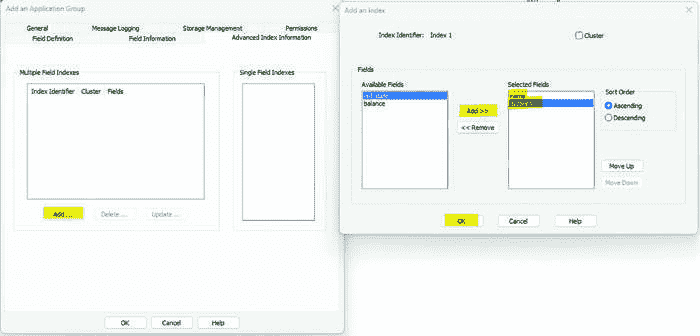 Add an Application Group
General
Message Logging
Storage Management
Permissions
Field Definition
Field Information
Advanced Index Information
Multiple Field Indexes
Index Identifier Cluster Fields
Add ...
Delete ...
Update ...
Single Field Indexes
OK
Cancel
Help
Add an Index
Index Identifier: Index 1
Cluster
Fields
Available Fields
balance
Add >>
<< Remove
Selected Fields
Sort Order
Ascending
Descending
Move Up
Move Down
OK
Cancel
Help